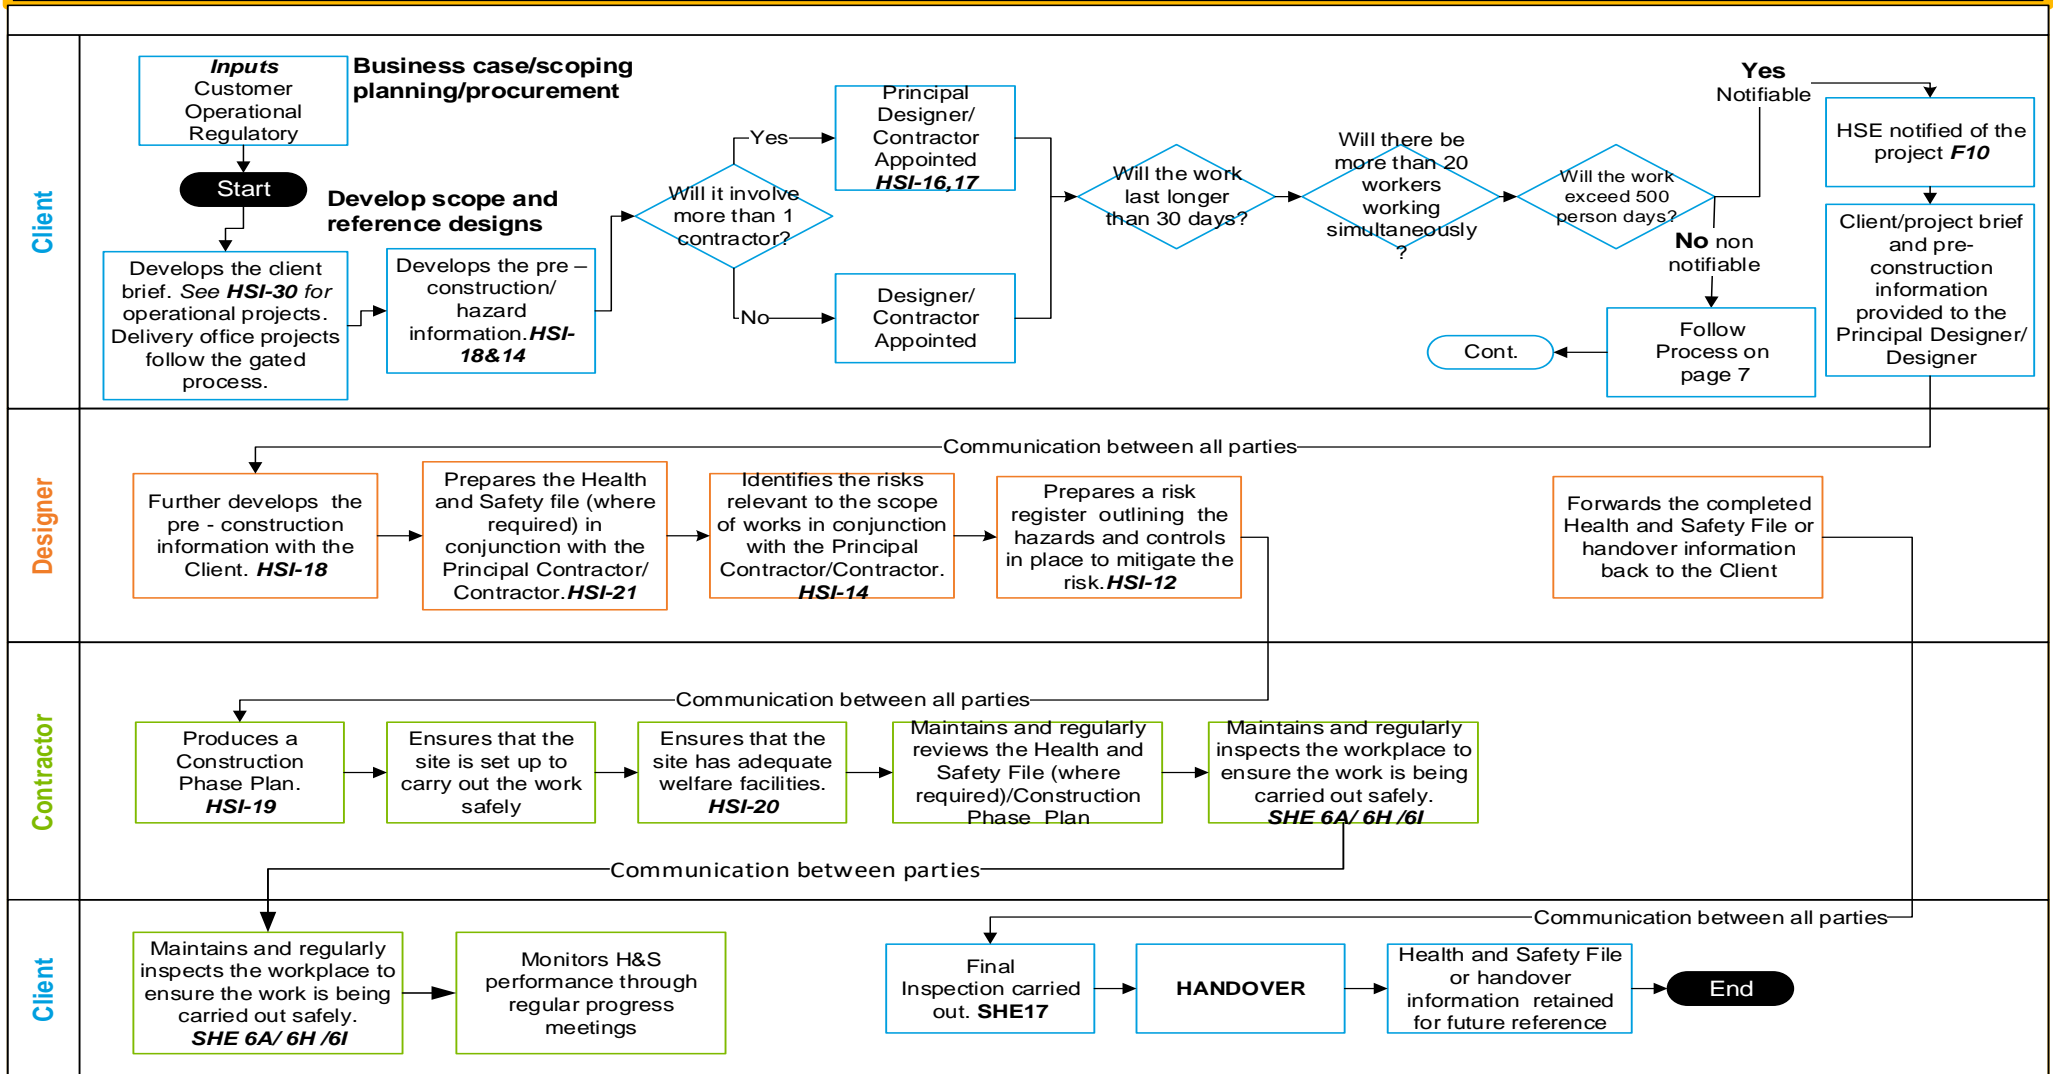 Client
Inputs
Customer
Operational
Regulatory
Business case/scoping
planning/procurement
Start
Develop scope and
reference designs
Develops the client
brief. See HSI-30 for
operational projects.
Delivery office projects
follow the gated
process.
Develops the pre –
construction/
hazard
information.HSI-
18&14
Will it involve
more than 1
contractor?
Yes
Principal
Designer/
Contractor
Appointed
HSI-16,17
No
Designer/
Contractor
Appointed
Will the work
last longer
than 30 days?
Will there be
more than 20
workers
working
simultaneously
?
Will the work
exceed 500
person days?
Yes
Notifiable
HSE notified of the
project F10
No non
notifiable
Follow
Process on
page 7
Cont.
Client/project brief
and pre-
construction
information
provided to the
Principal Designer/
Designer
Designer
Communication between all parties
Further develops  the
pre - construction
information with the
Client. HSI-18
Prepares the Health
and Safety file (where
required) in
conjunction with the
Principal Contractor/
Contractor.HSI-21
Identifies the risks
relevant to the scope
of works in conjunction
with the Principal
Contractor/Contractor.
HSI-14
Prepares a risk
register  outlining  the
hazards and controls
in place to mitigate the
risk.HSI-12
Forwards the completed
Health and Safety File or
handover information
back to the Client
Contractor
Communication between all parties
Produces a
Construction
Phase Plan.
HSI-19
Ensures that the
site is set up to
carry out the work
safely
Ensures that the
site has adequate
welfare facilities.
HSI-20
Maintains and regularly
reviews the Health and
Safety File (where
required)/Construction
Phase  Plan
Maintains and regularly
inspects the workplace to
ensure the work is being
carried out safely.
SHE 6A/ 6H /6I
Communication between parties
Client
Communication between all parties
Maintains and regularly
inspects the workplace to
ensure the work is being
carried out safely.
SHE 6A/ 6H /6I
Monitors H&S
performance through
regular progress
meetings
Final
Inspection carried
out. SHE17
HANDOVER
Health and Safety File
or handover
information  retained
for future reference
End